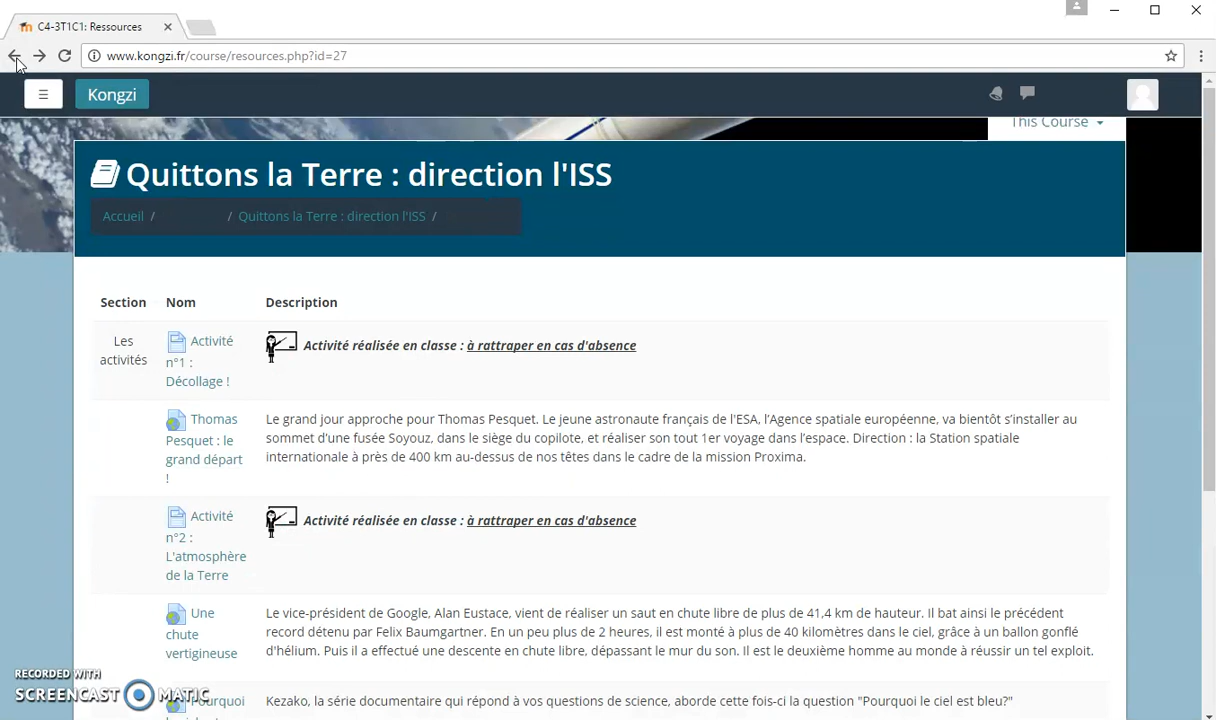 C4-3T1C1: Ressources
www.kongzi.fr/course/resources.php?id=27
Kongzi
This Course
Quittons la Terre : direction l'ISS
Accueil / / Quittons la Terre : direction l'ISS /
Section Nom Description
Les activités
Activité
n°1 :
Décollage !
Activité réalisée en classe : à rattraper en cas d'absence
Thomas
Pesquet : le
grand départ
!
Le grand jour approche pour Thomas Pesquet. Le jeune astronaute français de l'ESA, l'Agence spatiale européenne, va bientôt s'installer au
sommet d'une fusée Soyouz, dans le siège du copilote, et réaliser son tout 1er voyage dans l'espace. Direction : la Station spatiale
internationale à près de 400 km au-dessus de nos têtes dans le cadre de la mission Proxima.
Activité
n°2 :
L'atmosphère
de la Terre
Activité réalisée en classe : à rattraper en cas d'absence
Une
chute
vertigineuse
Le vice-président de Google, Alan Eustace, vient de réaliser un saut en chute libre de plus de 41,4 km de hauteur. Il bat ainsi le précédent
record détenu par Felix Baumgartner. En un peu plus de 2 heures, il est monté à plus de 40 kilomètres dans le ciel, grâce à un ballon gonflé
d'hélium. Puis il a effectué une descente en chute libre, dépassant le mur du son. Il est le deuxième homme au monde à réussir un tel exploit.
Pourquoi
Kezako, la série documentaire qui répond à vos questions de science, aborde cette fois-ci la question "Pourquoi le ciel est bleu?"
RECORDED WITH
SCREENCAST MATIC